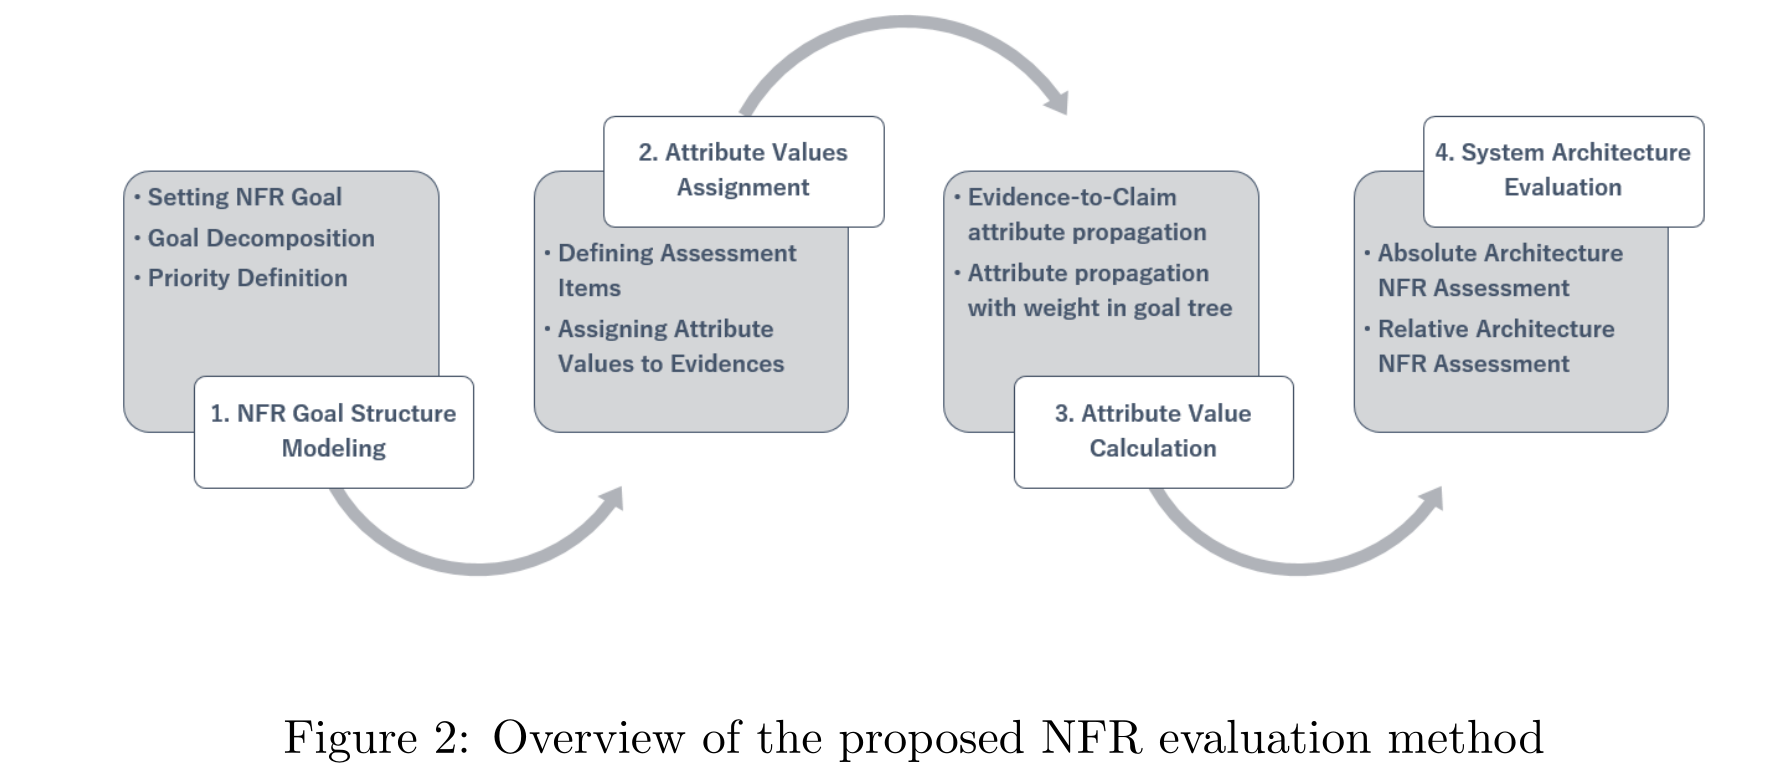 • Setting NFR Goal
• Goal Decomposition
• Priority Definition
1. NFR Goal Structure
Modeling
2. Attribute Values
Assignment
• Defining Assessment
Items
• Assigning Attribute
Values to Evidences
• Evidence-to-Claim
attribute propagation
• Attribute propagation
with weight in goal tree
3. Attribute Value
Calculation
4. System Architecture
Evaluation
• Absolute Architecture
NFR Assessment
• Relative Architecture
NFR Assessment
Figure 2: Overview of the proposed NFR evaluation method